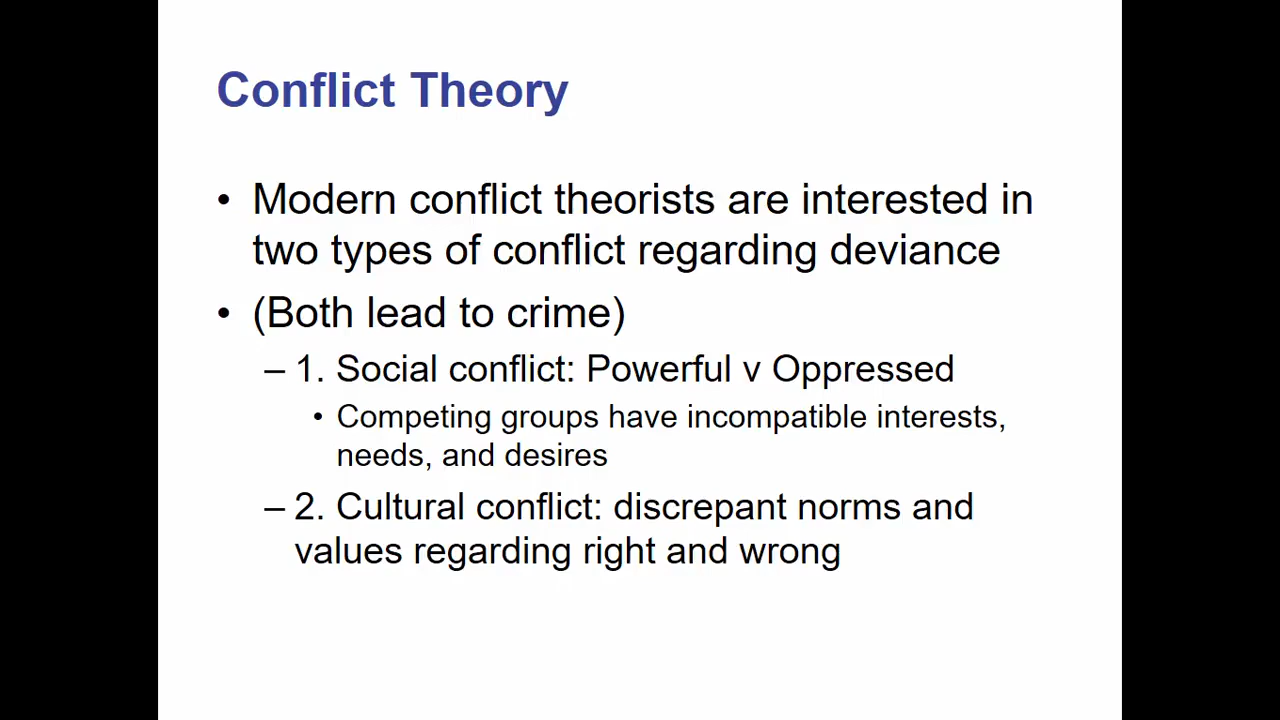 Conflict Theory
• Modern conflict theorists are interested in
two types of conflict regarding deviance
• (Both lead to crime)
– 1. Social conflict: Powerful v Oppressed
• Competing groups have incompatible interests,
needs, and desires
– 2. Cultural conflict: discrepant norms and
values regarding right and wrong